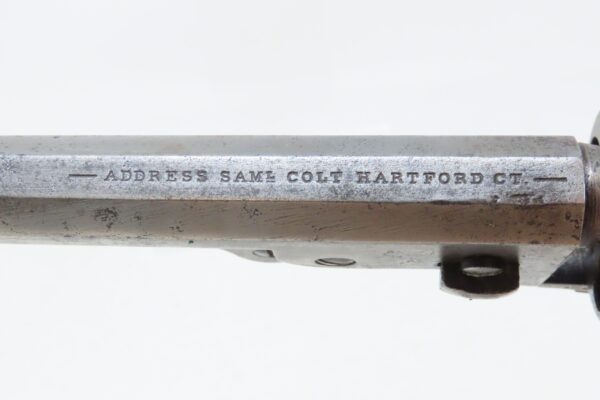 — ADDRESS SAML COLT HARTFORD CT. —